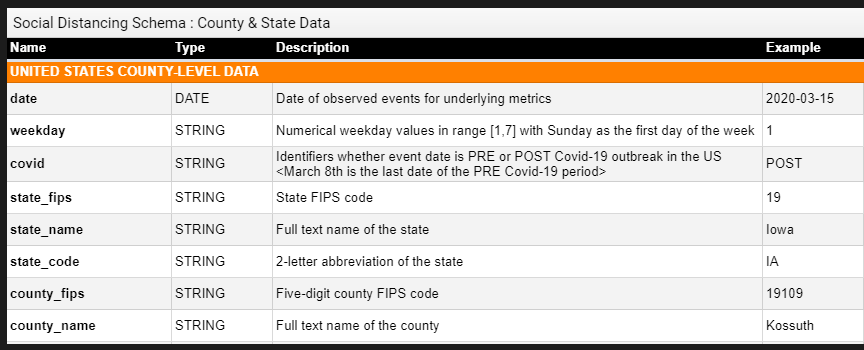 Social Distancing Schema : County & State Data
Name Type Description Example
UNITED STATES COUNTY-LEVEL DATA
date DATE Date of observed events for underlying metrics 2020-03-15
weekday STRING Numerical weekday values in range [1,7] with Sunday as the first day of the week 1
covid STRING Identifiers whether event date is PRE or POST Covid-19 outbreak in the US
<March 8th is the last date of the PRE Covid-19 period> POST
state_fips STRING State FIPS code 19
state_name STRING Full text name of the state Iowa
state_code STRING 2-letter abbreviation of the state IA
county_fips STRING Five-digit county FIPS code 19109
county_name STRING Full text name of the county Kossuth